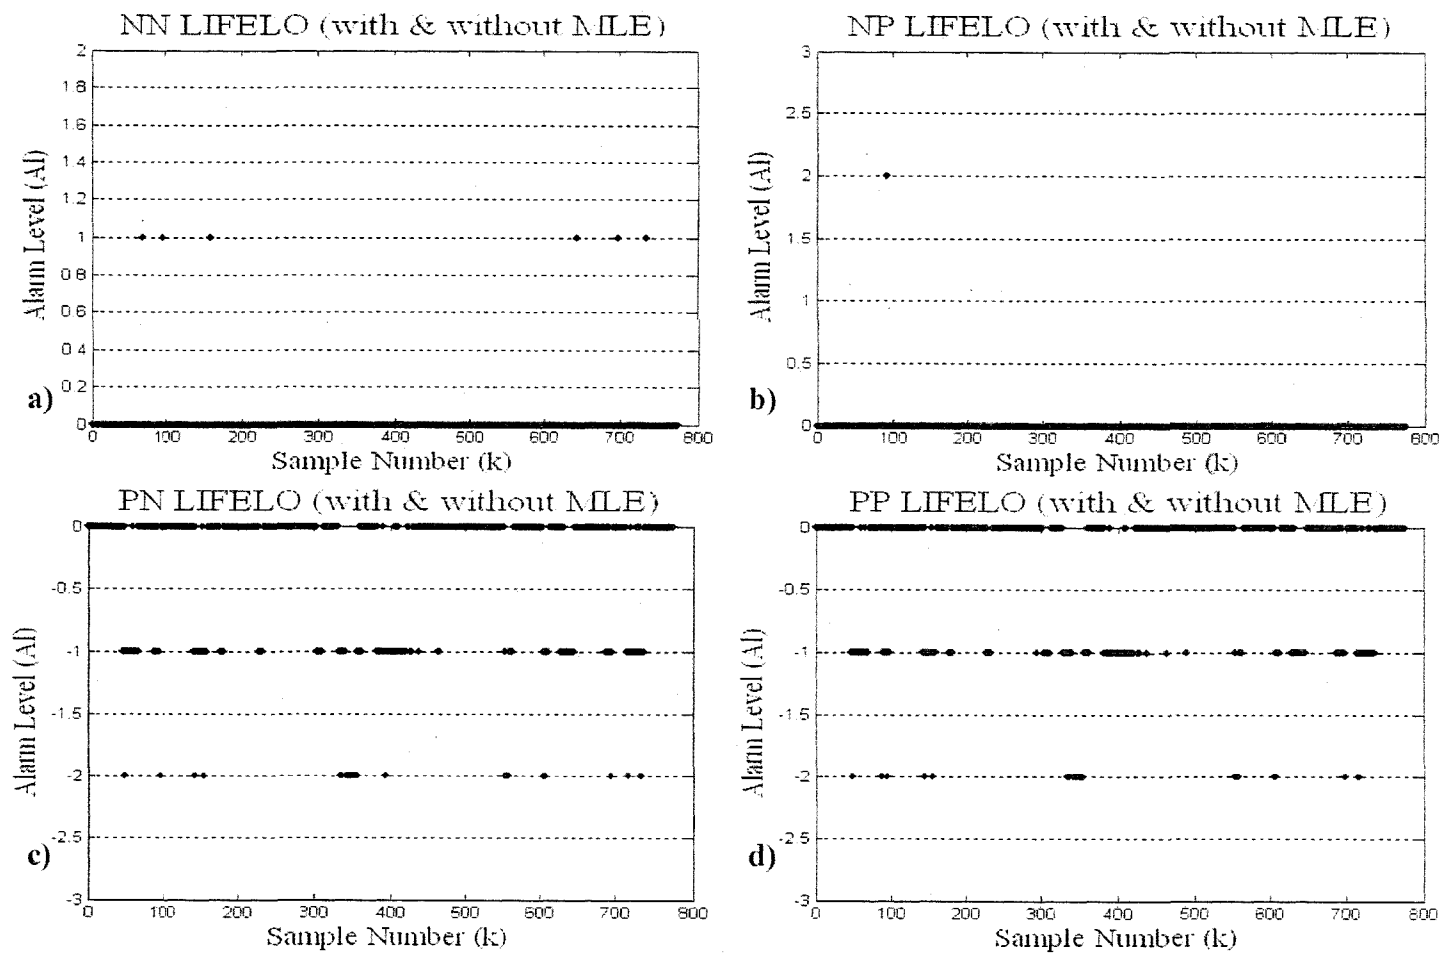 NN LIFELO (with & without MLE)
2
1.8
1.6
1.4
1.2
1
0.8
0.6
0.4
0.2
0
Alarm Level (Al)
a)
0 100 200 300 400 500 600 700 800
Sample Number (k)
NP LIFELO (with & without MLE)
3
2.5
2
1.5
1
0.5
0
Alarm Level (Al)
b)
0 100 200 300 400 500 600 700 800
Sample Number (k)
PN LIFELO (with & without MLE)
0
-0.5
-1
-1.5
-2
-2.5
-3
Alarm Level (Al)
c)
0 100 200 300 400 500 600 700 800
Sample Number (k)
PP LIFELO (with & without MLE)
0
-0.5
-1
-1.5
-2
-2.5
-3
Alarm Level (Al)
d)
0 100 200 300 400 500 600 700 800
Sample Number (k)